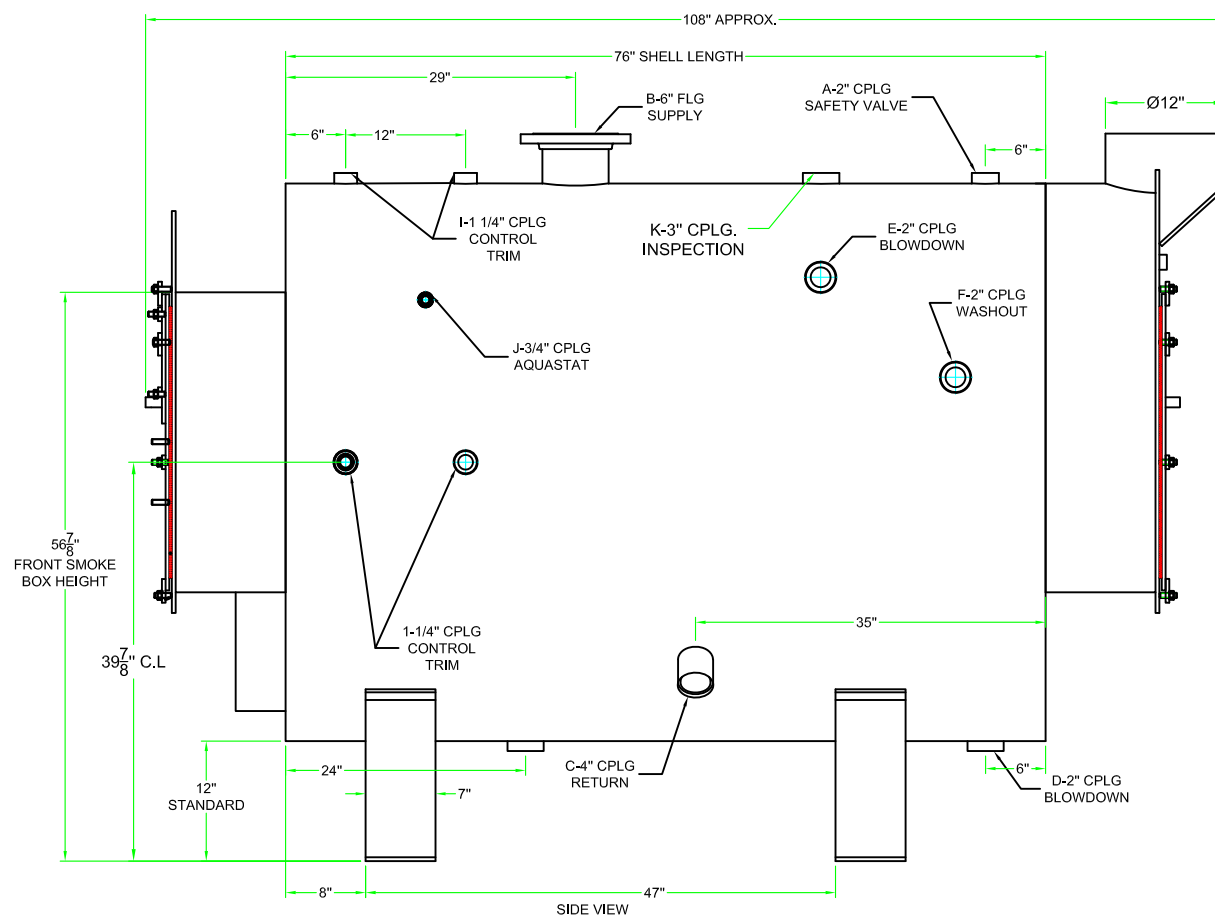 108" APPROX.
76" SHELL LENGTH
29"
B-6" FLG
SUPPLY
A-2" CPLG
SAFETY VALVE
Ø12"
6"
12"
6"
I-1 1/4" CPLG
CONTROL
TRIM
K-3" CPLG.
INSPECTION
E-2" CPLG
BLOWDOWN
F-2" CPLG
WASHOUT
J-3/4" CPLG
AQUASTAT
56 7/8"
FRONT SMOKE
BOX HEIGHT
39 7/8" C.L
1-1/4" CPLG
CONTROL
TRIM
35"
24"
C-4" CPLG
RETURN
6"
D-2" CPLG
BLOWDOWN
12"
STANDARD
7"
8"
47"
SIDE VIEW